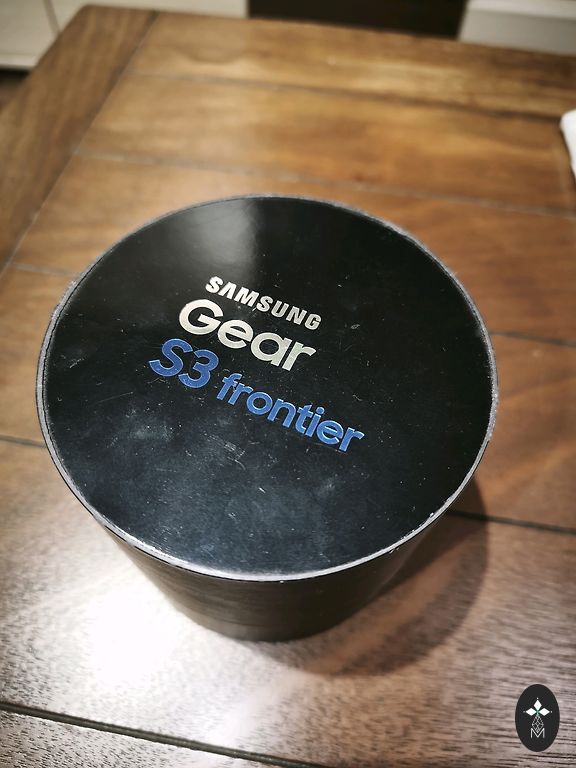 SAMSUNG
Gear
S3 frontier
M